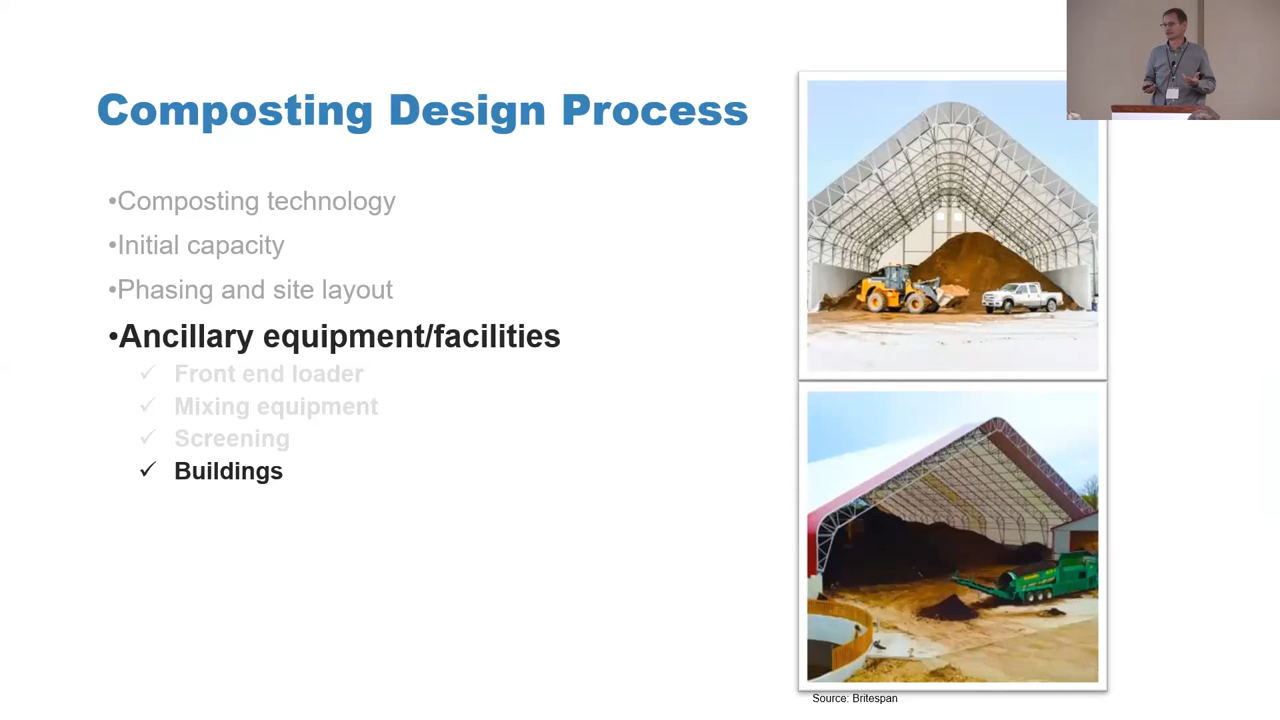 Composting Design Process
•Composting technology
•Initial capacity
•Phasing and site layout
•Ancillary equipment/facilities
✓ Front end loader
✓ Mixing equipment
✓ Screening
✓ Buildings
Source: Britespan